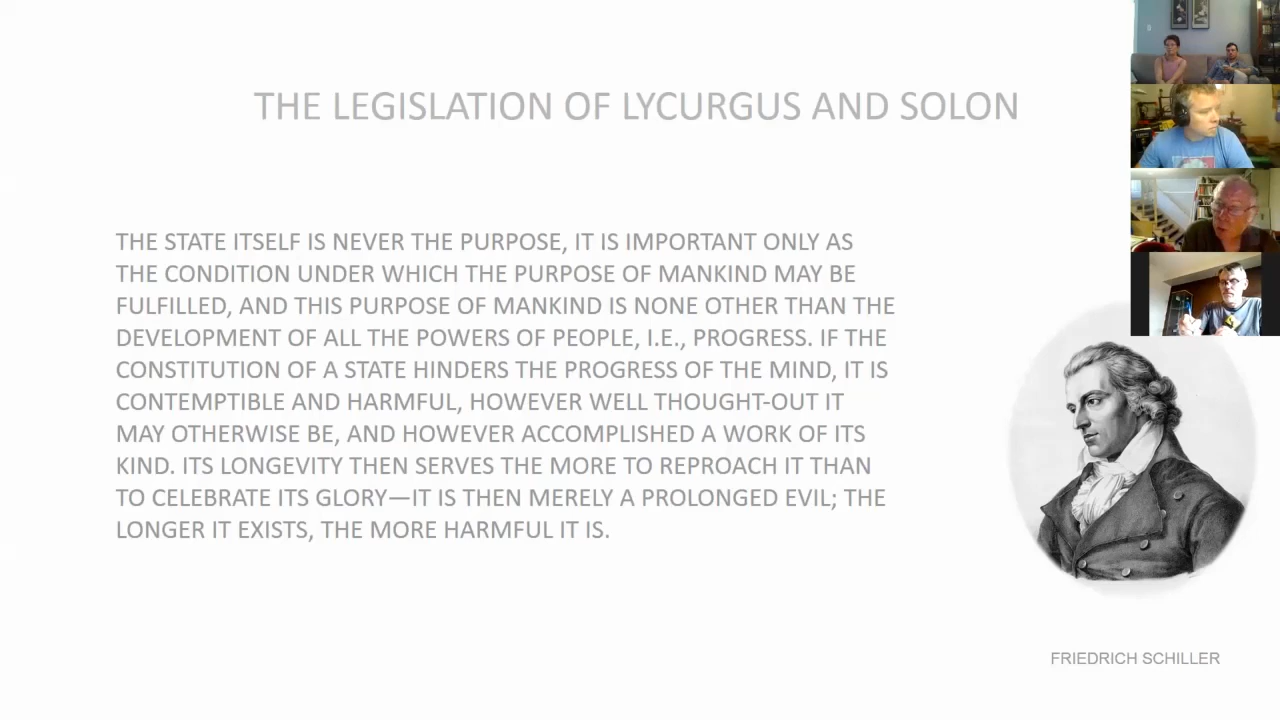 THE LEGISLATION OF LYCURGUS AND SOLON
THE STATE ITSELF IS NEVER THE PURPOSE, IT IS IMPORTANT ONLY AS
THE CONDITION UNDER WHICH THE PURPOSE OF MANKIND MAY BE
FULFILLED, AND THIS PURPOSE OF MANKIND IS NONE OTHER THAN THE
DEVELOPMENT OF ALL THE POWERS OF PEOPLE, I.E., PROGRESS. IF THE
CONSTITUTION OF A STATE HINDERS THE PROGRESS OF THE MIND, IT IS
CONTEMPTIBLE AND HARMFUL, HOWEVER WELL THOUGHT-OUT IT
MAY OTHERWISE BE, AND HOWEVER ACCOMPLISHED A WORK OF ITS
KIND. ITS LONGEVITY THEN SERVES THE MORE TO REPROACH IT THAN
TO CELEBRATE ITS GLORY—IT IS THEN MERELY A PROLONGED EVIL; THE
LONGER IT EXISTS, THE MORE HARMFUL IT IS.
FRIEDRICH SCHILLER